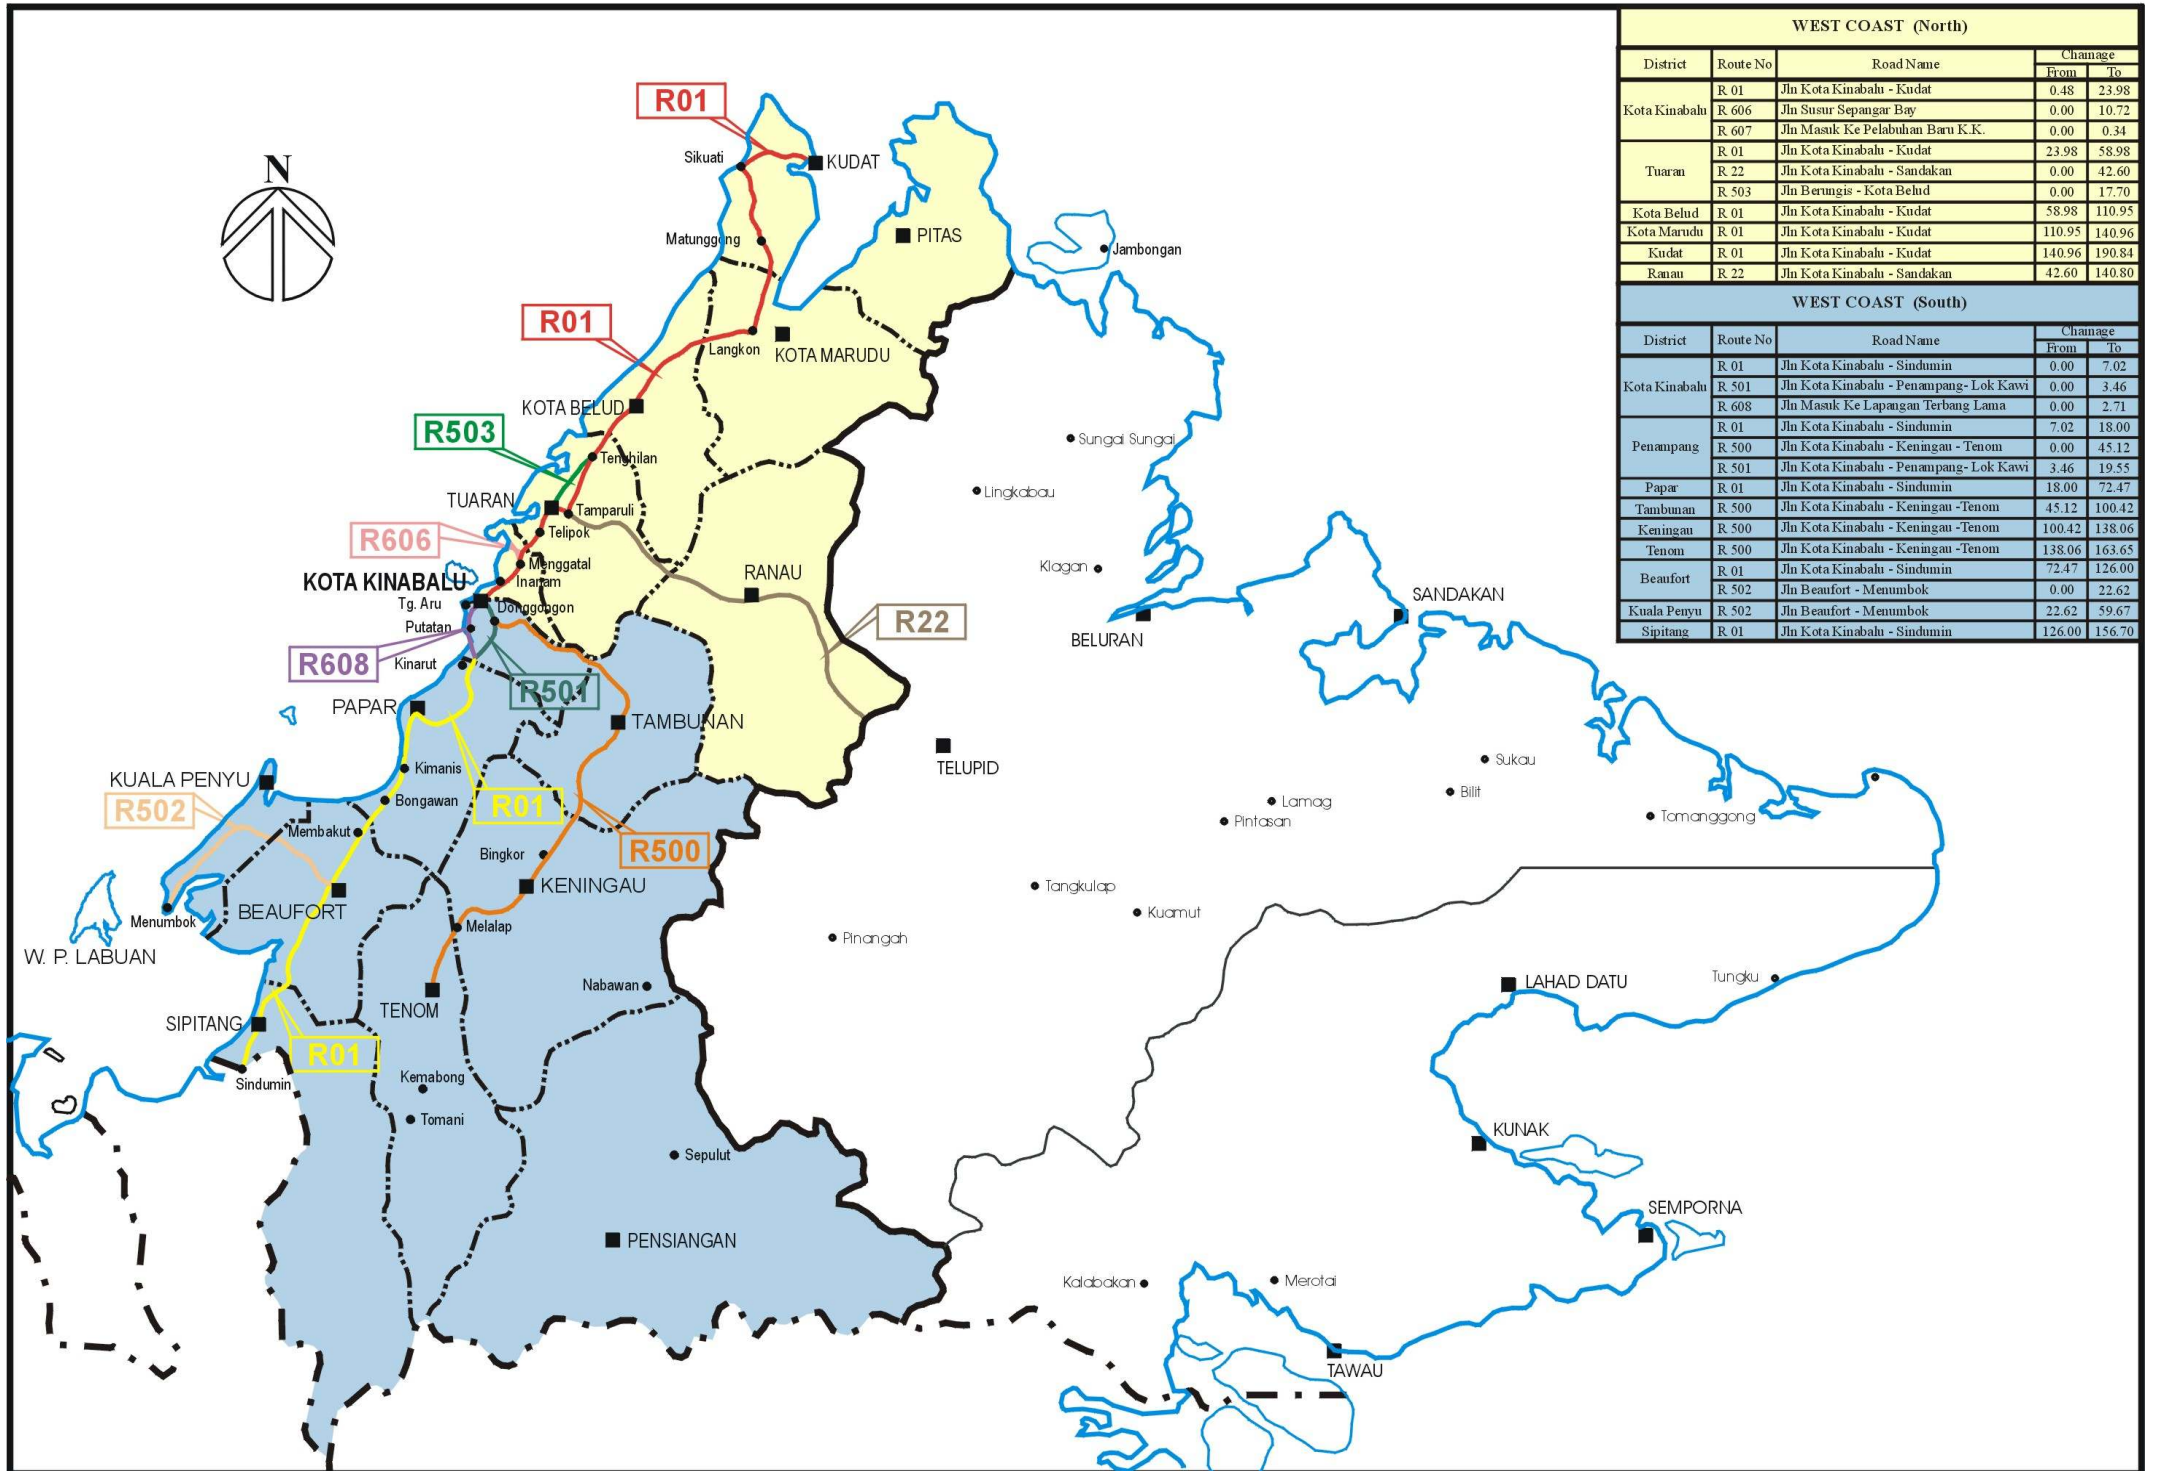 WEST COAST (North)
District Route No Road Name Chainage
From To
Kota Kinabalu R 01 Jln Kota Kinabalu - Kudat 0.48 23.98
R 606 Jln Susur Sepangar Bay 0.00 10.72
R 607 Jln Masuk Ke Pelabuhan Baru K.K. 0.00 0.34
Tuaran R 01 Jln Kota Kinabalu - Kudat 23.98 58.98
R 22 Jln Kota Kinabalu - Sandakan 0.00 42.60
R 503 Jln Berungis - Kota Belud 0.00 17.70
Kota Belud R 01 Jln Kota Kinabalu - Kudat 58.98 110.95
Kota Marudu R 01 Jln Kota Kinabalu - Kudat 110.95 140.96
Kudat R 01 Jln Kota Kinabalu - Kudat 140.96 190.84
Ranau R 22 Jln Kota Kinabalu - Sandakan 42.60 140.80
WEST COAST (South)
District Route No Road Name Chainage
From To
Kota Kinabalu R 01 Jln Kota Kinabalu - Sindumin 0.00 7.02
R 501 Jln Kota Kinabalu - Penampang- Lok Kawi 0.00 3.46
R 608 Jln Masuk Ke Lapangan Terbang Lama 0.00 2.71
Penampang R 01 Jln Kota Kinabalu - Sindumin 7.02 18.00
R 500 Jln Kota Kinabalu - Keningau - Tenom 0.00 45.12
R 501 Jln Kota Kinabalu - Penampang- Lok Kawi 3.46 19.55
Papar R 01 Jln Kota Kinabalu - Sindumin 18.00 72.47
Tambunan R 500 Jln Kota Kinabalu - Keningau -Tenom 45.12 100.42
Keningau R 500 Jln Kota Kinabalu - Keningau -Tenom 100.42 138.06
Tenom R 500 Jln Kota Kinabalu - Keningau -Tenom 138.06 163.65
Beaufort R 01 Jln Kota Kinabalu - Sindumin 72.47 126.00
R 502 Jln Beaufort - Menumbok 0.00 22.62
Kuala Penyu R 502 Jln Beaufort - Menumbok 22.62 59.67
Sipitang R 01 Jln Kota Kinabalu - Sindumin 126.00 156.70
N
R01
Sikuati
KUDAT
Matunggong
PITAS
Jambongan
R01
Langkon
KOTA MARUDU
KOTA BELUD
R503
Tenghilan
Sungai Sungai
Lingkabau
TUARAN
Tamparuli
Telipok
R606
Menggatal
Klagan
KOTA KINABALU
Inanam
RANAU
SANDAKAN
Tg. Aru
Donggongon
R22
Putatan
BELURAN
R608
Kinarut
R501
PAPAR
TAMBUNAN
Kimanis
TELUPID
Sukau
KUALA PENYU
Bilit
R502
Bongawan
R01
Lamag
Pintasan
Tomanggong
Membakut
R500
Bingkor
KENINGAU
Tangkulap
BEAUFORT
Kuamut
Menumbok
Melalap
Pinangah
W. P. LABUAN
Nabawan
LAHAD DATU
Tungku
TENOM
SIPITANG
R01
Sindumin
Kemabong
Tomani
KUNAK
Sepulut
SEMPORNA
PENSIANGAN
Kalabakan
Merotai
TAWAU